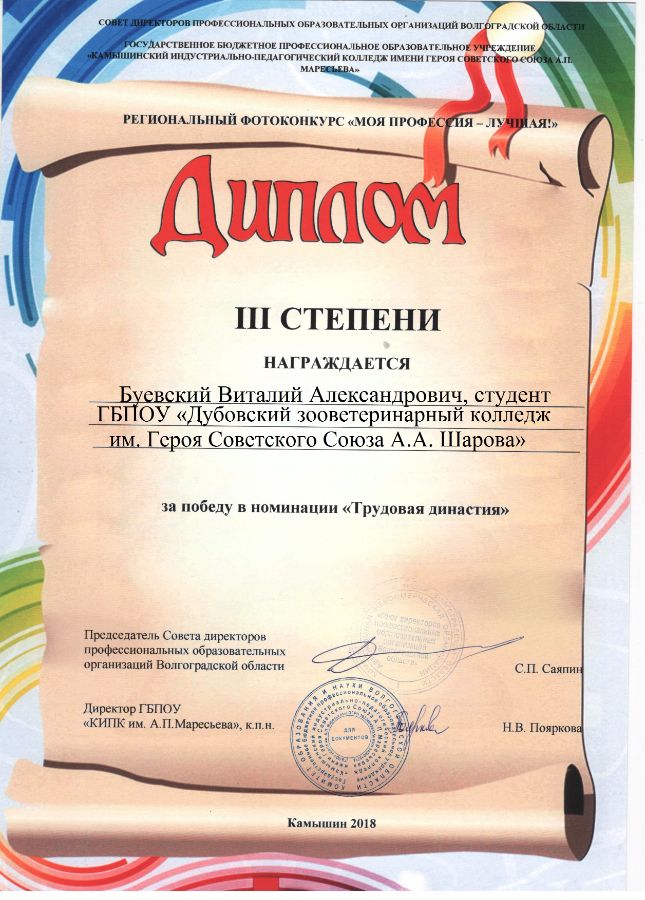 СОВЕТ ДИРЕКТОРОВ ПРОФЕССИОНАЛЬНЫХ ОБРАЗОВАТЕЛЬНЫХ ОРГАНИЗАЦИЙ ВОЛГОГРАДСКОЙ ОБЛАСТИ
ГОСУДАРСТВЕННОЕ БЮДЖЕТНОЕ ПРОФЕССИОНАЛЬНОЕ ОБРАЗОВАТЕЛЬНОЕ УЧРЕЖДЕНИЕ
«КАМЫШИНСКИЙ ИНДУСТРИАЛЬНО-ПЕДАГОГИЧЕСКИЙ КОЛЛЕДЖ ИМЕНИ ГЕРОЯ СОВЕТСКОГО СОЮЗА А.П.
МАРЕСЬЕВА»
РЕГИОНАЛЬНЫЙ ФОТОКОНКУРС «МОЯ ПРОФЕССИЯ – ЛУЧШАЯ!»
Диплом
III СТЕПЕНИ
НАГРАЖДАЕТСЯ
Буевский Виталий Александрович, студент
ГБПОУ «Дубовский зооветеринарный колледж
им. Героя Советского Союза А.А. Шарова»
за победу в номинации «Трудовая династия»
Председатель Совета директоров
профессиональных образовательных
организаций Волгоградской области
С.П. Саяпин
Директор ГБПОУ
«КИПК им. А.П.Маресьева», к.п.н.
Н.В. Пояркова
ДЛЯ
ДОКУМЕНТОВ
Камышин 2018